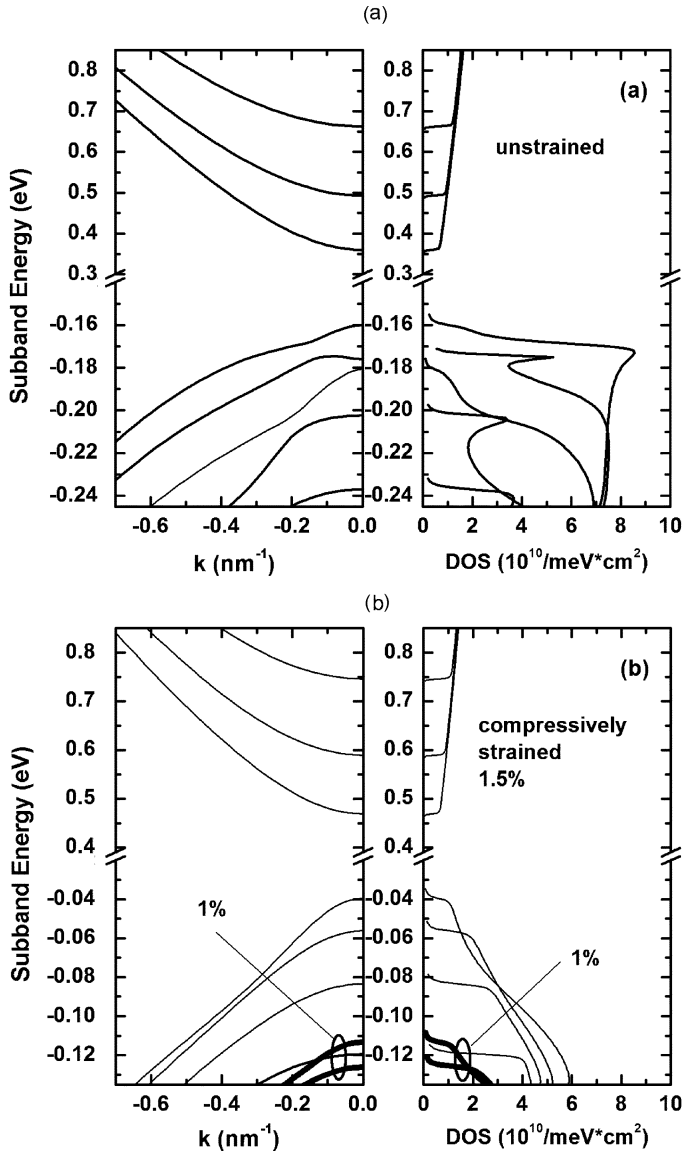 (a)
0.8
0.7
0.6
0.5
0.4
0.3
-0.16
-0.18
-0.20
-0.22
-0.24
Subband Energy (eV)
-0.6 -0.4 -0.2 0.0
k (nm⁻¹)
0.8
0.7
0.6
0.5
0.4
0.3
-0.16
-0.18
-0.20
-0.22
-0.24
(a)
unstrained
0 2 4 6 8 10
DOS (10¹⁰/meV*cm²)
(b)
0.8
0.7
0.6
0.5
0.4
-0.04
-0.06
-0.08
-0.10
-0.12
Subband Energy (eV)
1%
-0.6 -0.4 -0.2 0.0
k (nm⁻¹)
0.8
0.7
0.6
0.5
0.4
-0.04
-0.06
-0.08
-0.10
-0.12
(b)
compressively
strained
1.5%
1%
0 2 4 6 8 10
DOS (10¹⁰/meV*cm²)